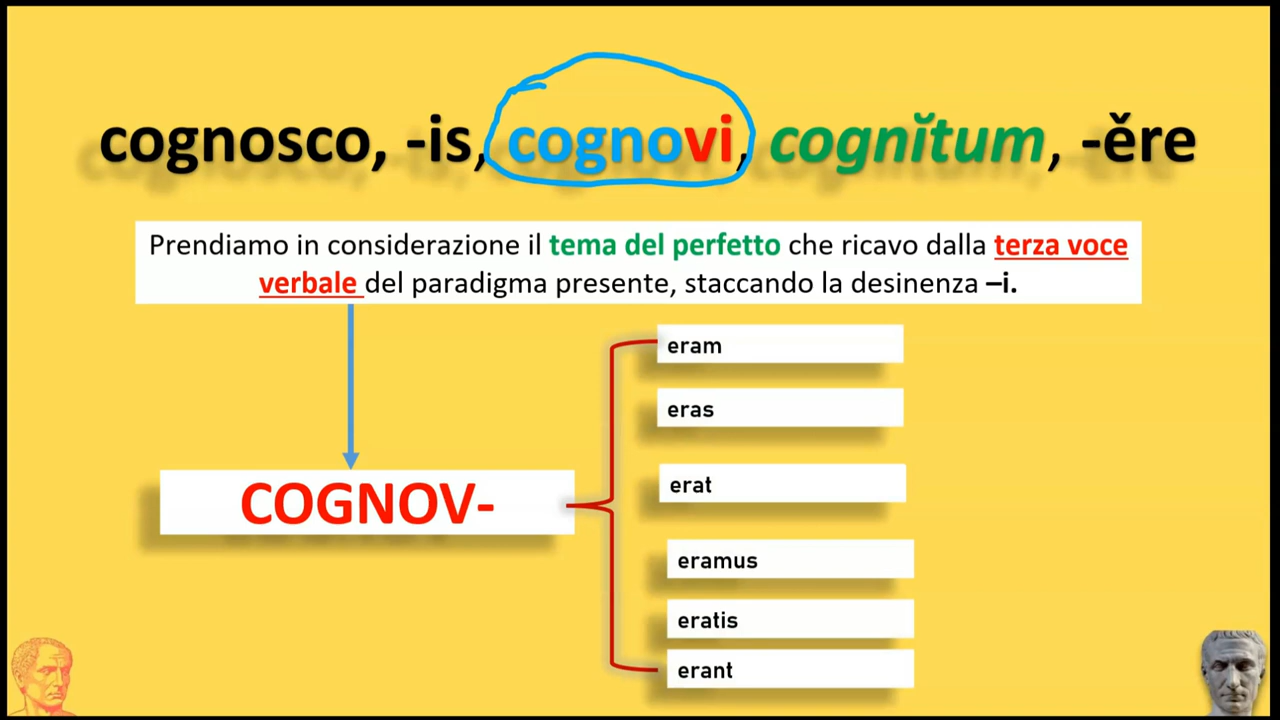 cognosco, -is, cognovi, cognĭtum, -ěre
Prendiamo in considerazione il tema del perfetto che ricavo dalla terza voce
verbale del paradigma presente, staccando la desinenza –i.
eram
eras
erat
COGNOV-
eramus
eratis
erant